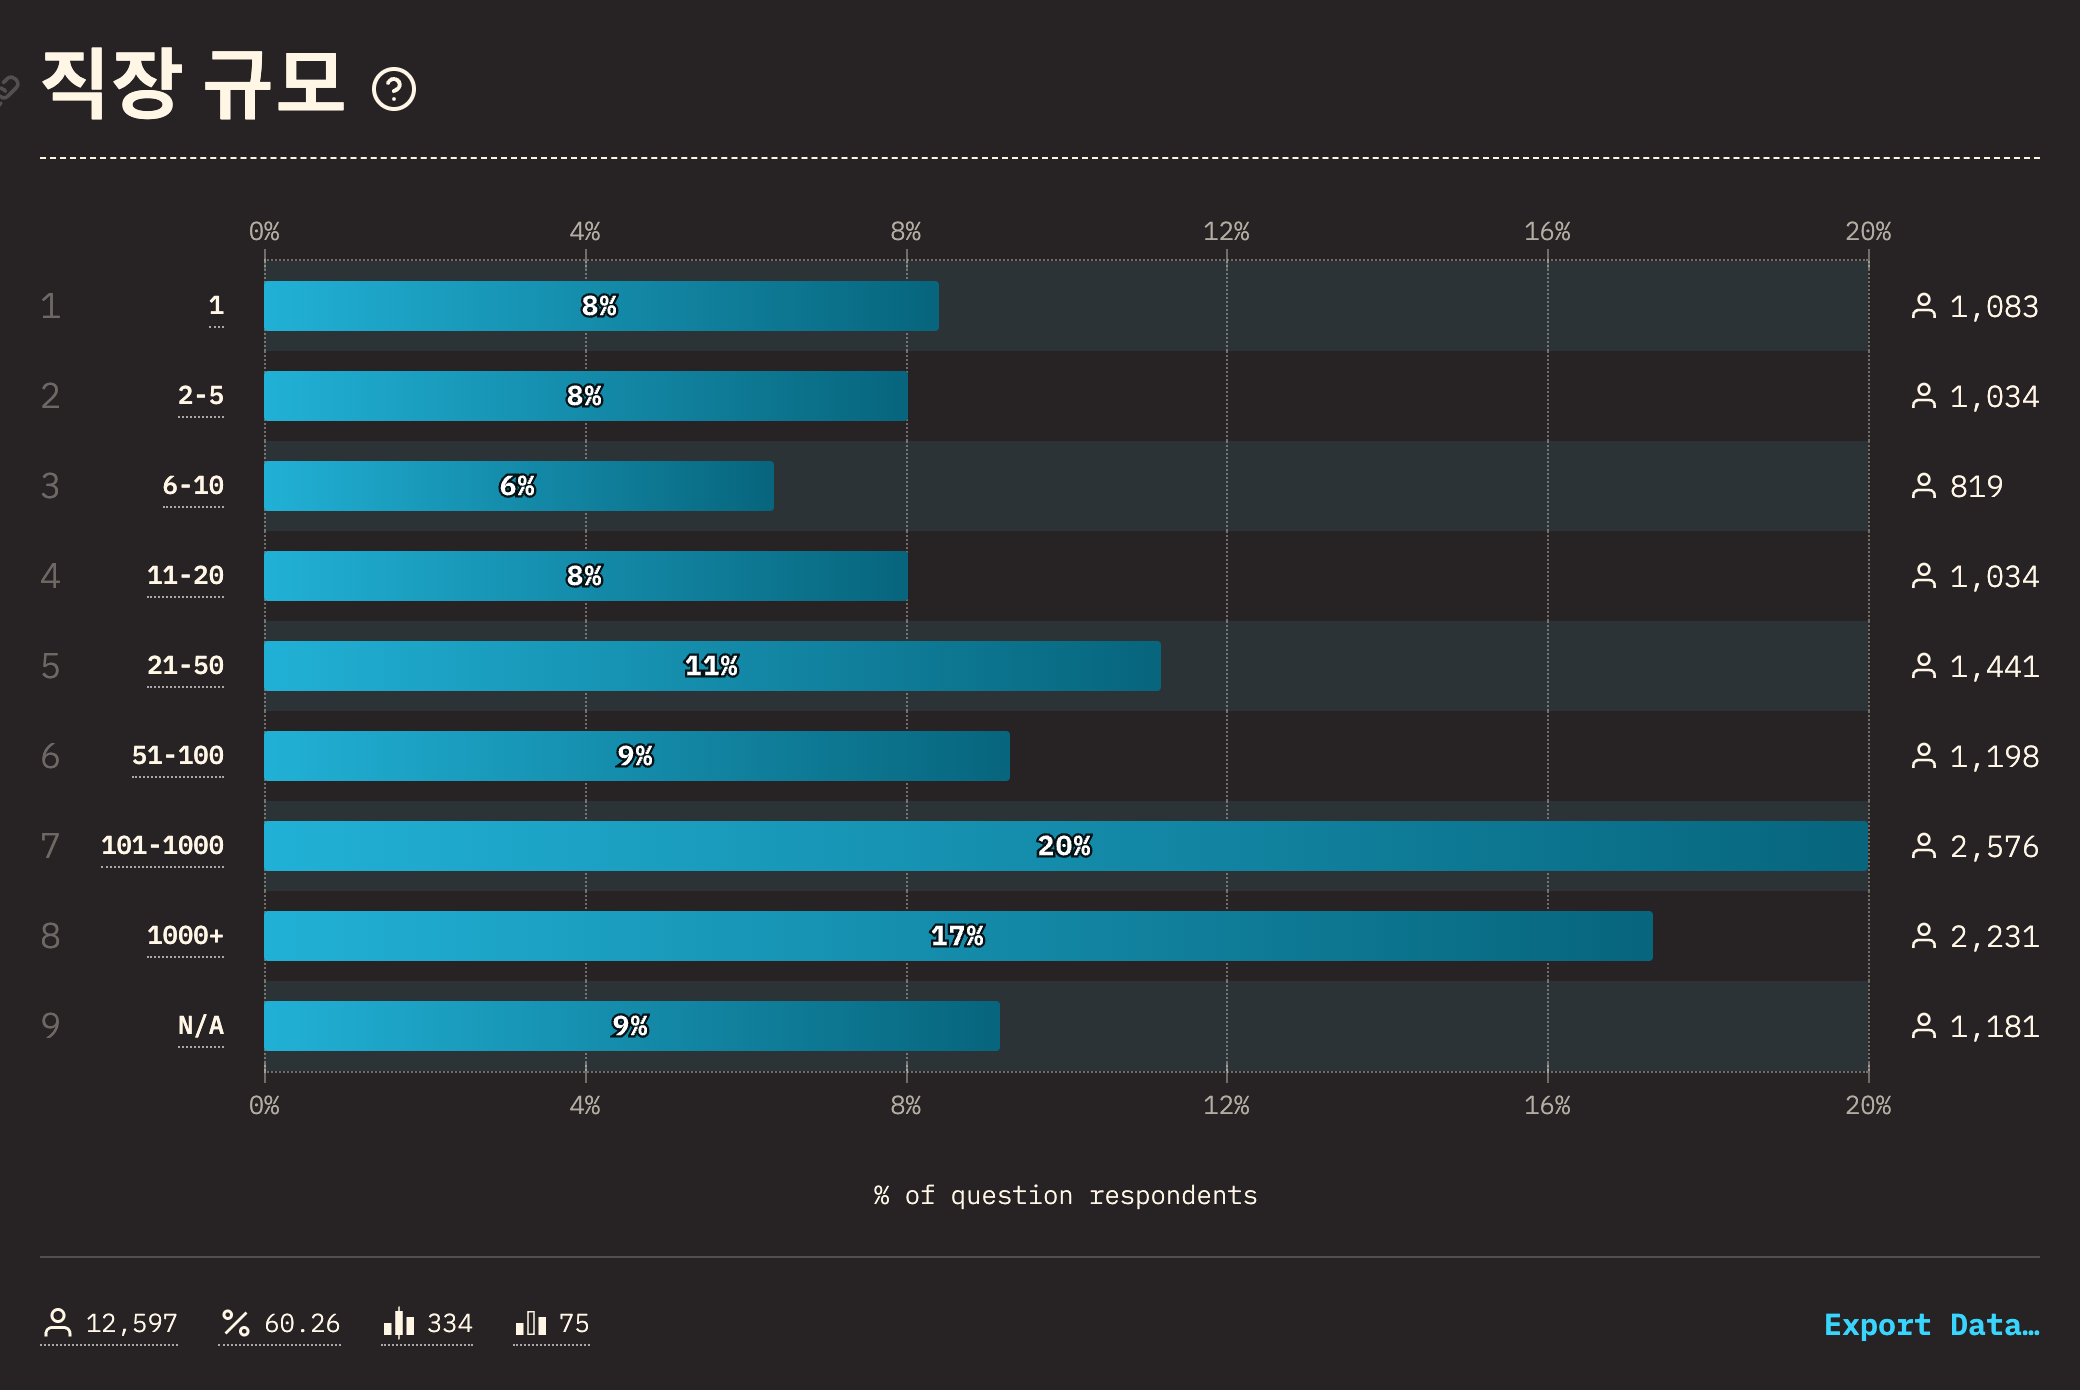 직장 규모
0% 4% 8% 12% 16% 20%
1 1 8% 1,083
2 2-5 8% 1,034
3 6-10 6% 819
4 11-20 8% 1,034
5 21-50 11% 1,441
6 51-100 9% 1,198
7 101-1000 20% 2,576
8 1000+ 17% 2,231
9 N/A 9% 1,181
0% 4% 8% 12% 16% 20%
% of question respondents
12,597 % 60.26 334 75 Export Data…